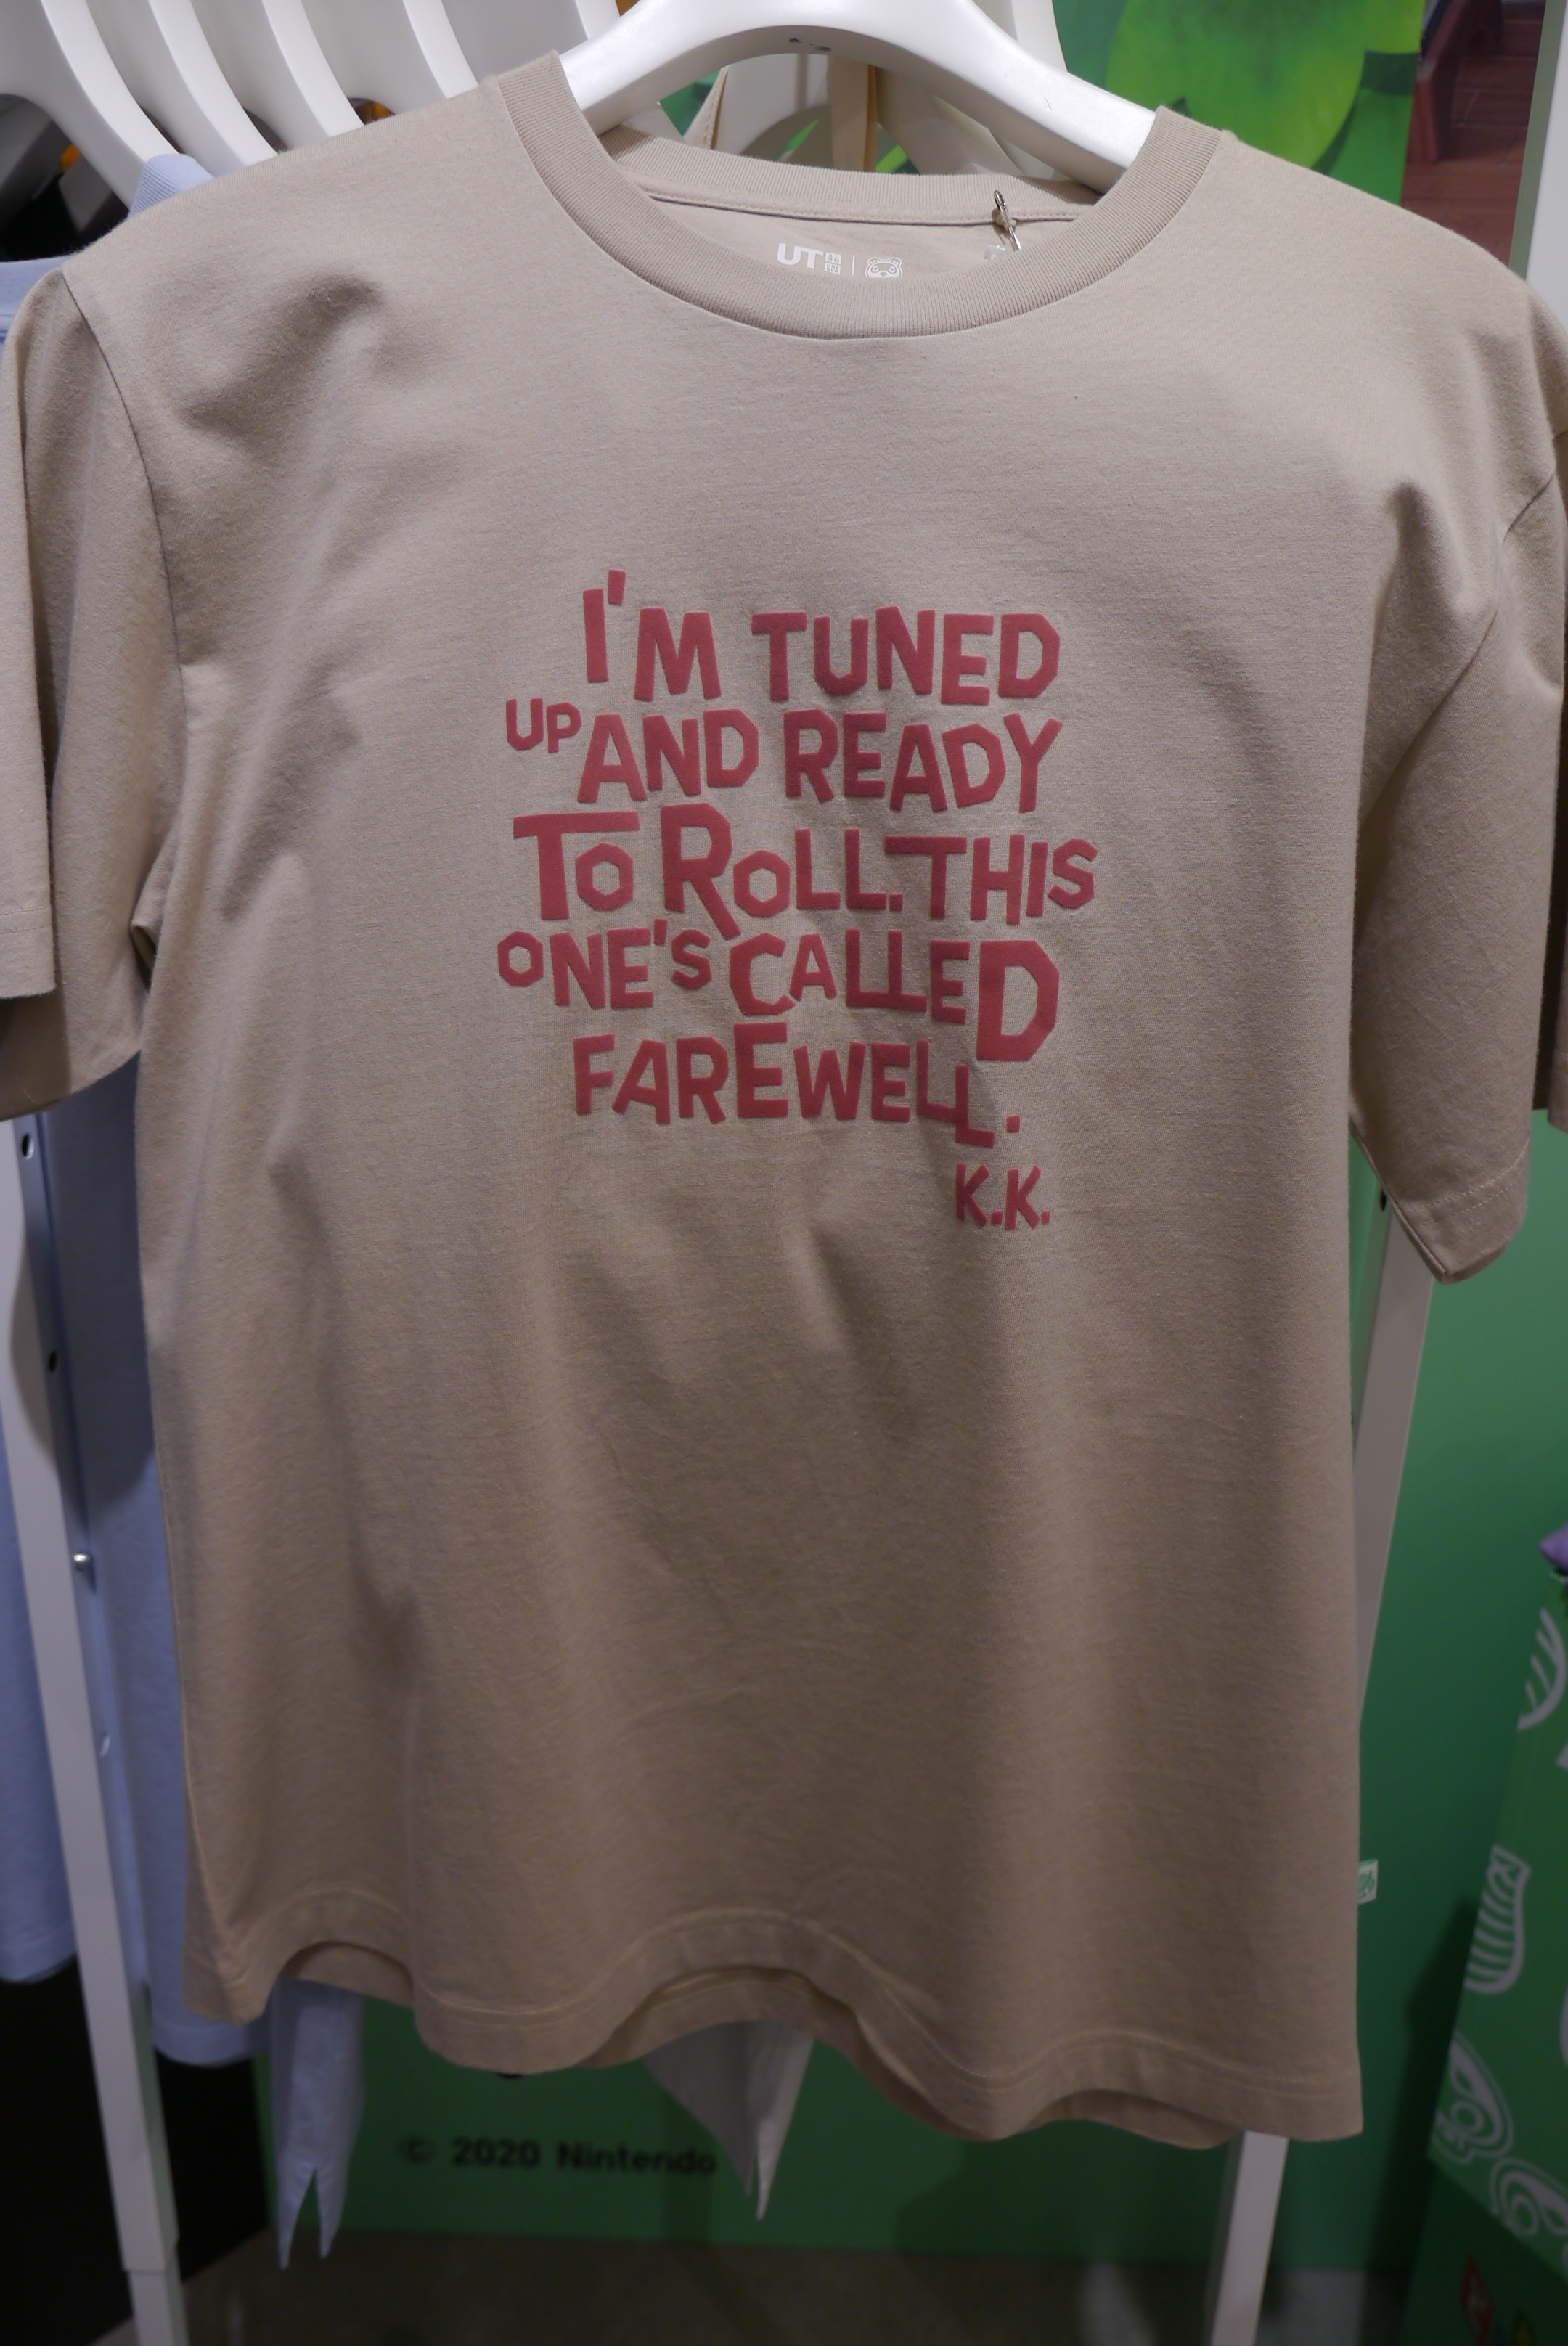 UT
I'M TUNED
UP AND READY
TO ROLL. THIS
ONE'S CALLED
FAREWELL.
K.K.
© 2020 Nintendo